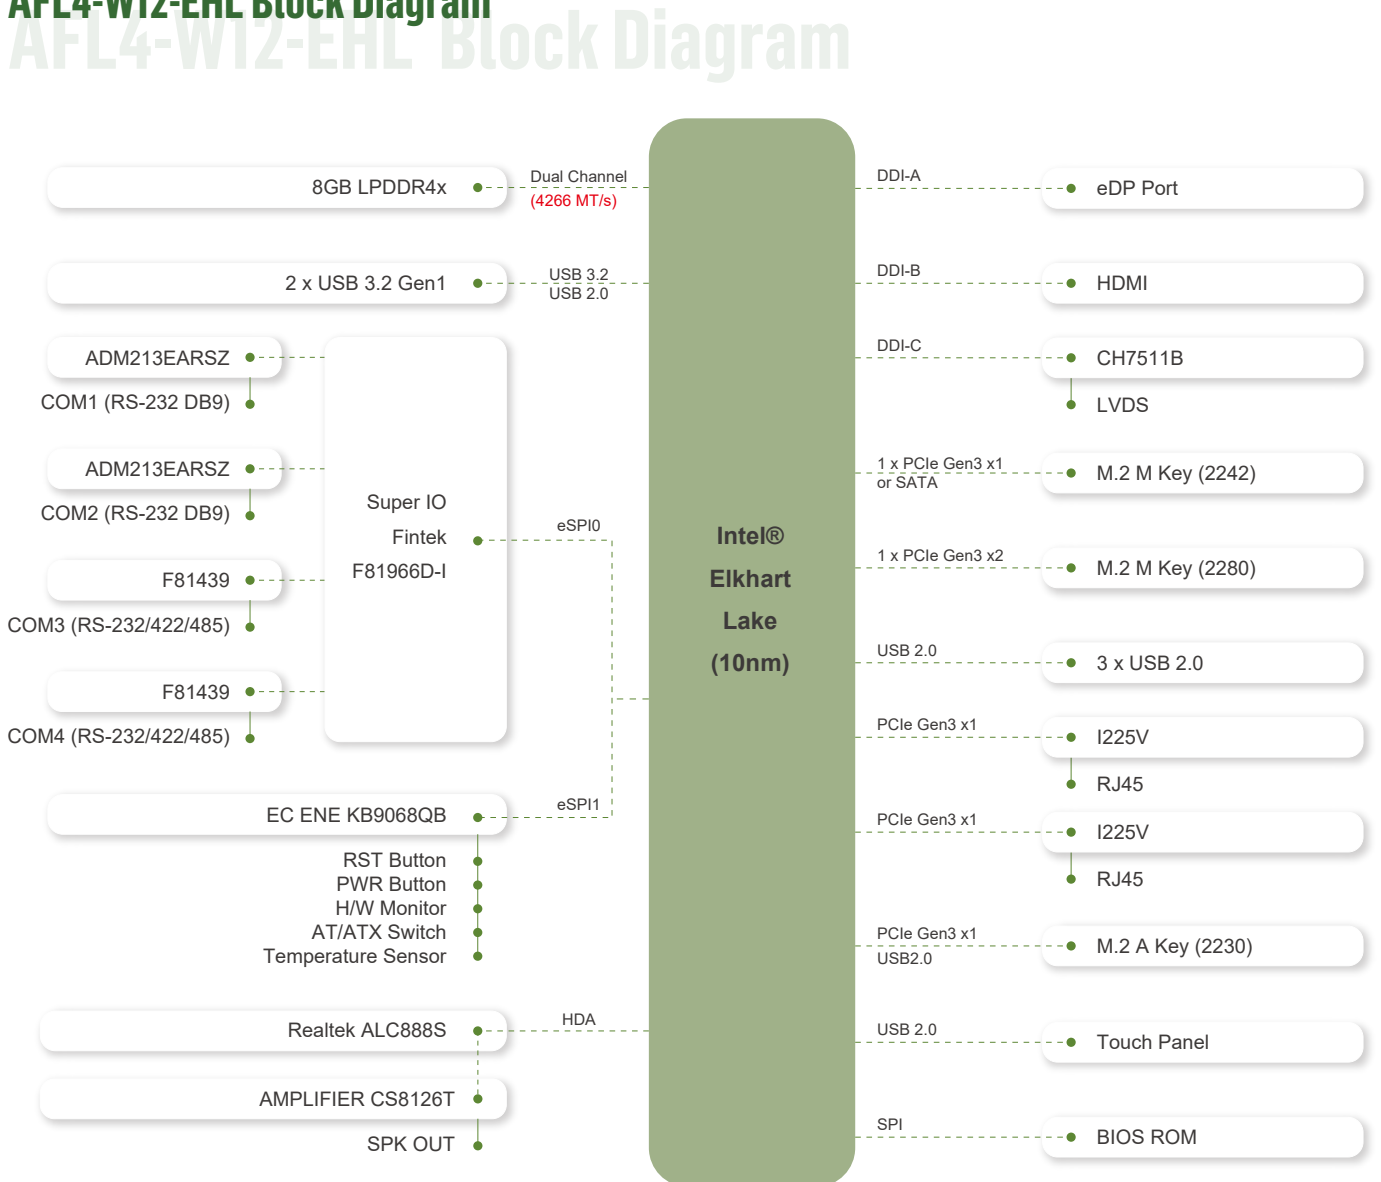 AFL4-W12-EHL Block Diagram
AFL4-W12-EHL Block Diagram
8GB LPDDR4x
Dual Channel
(4266 MT/s)
2 x USB 3.2 Gen1
USB 3.2
USB 2.0
ADM213EARSZ
COM1 (RS-232 DB9)
ADM213EARSZ
COM2 (RS-232 DB9)
F81439
COM3 (RS-232/422/485)
F81439
COM4 (RS-232/422/485)
Super IO
Fintek
F81966D-I
eSPI0
EC ENE KB9068QB
eSPI1
RST Button
PWR Button
H/W Monitor
AT/ATX Switch
Temperature Sensor
Realtek ALC888S
HDA
AMPLIFIER CS8126T
SPK OUT
Intel®
Elkhart
Lake
(10nm)
DDI-A
eDP Port
DDI-B
HDMI
DDI-C
CH7511B
LVDS
1 x PCIe Gen3 x1
or SATA
M.2 M Key (2242)
1 x PCIe Gen3 x2
M.2 M Key (2280)
USB 2.0
3 x USB 2.0
PCIe Gen3 x1
I225V
RJ45
PCIe Gen3 x1
I225V
RJ45
PCIe Gen3 x1
USB2.0
M.2 A Key (2230)
USB 2.0
Touch Panel
SPI
BIOS ROM